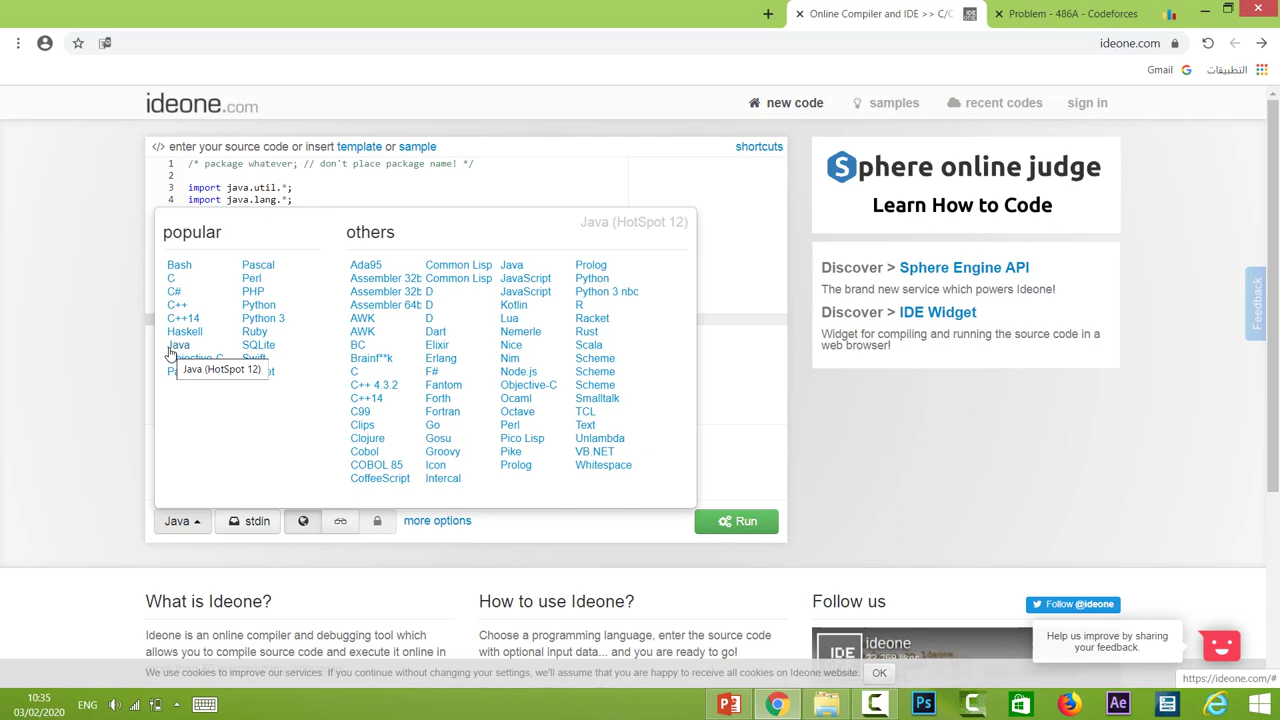 Online Compiler and IDE >> C/C
Problem - 486A - Codeforces
ideone.com
Gmail
التطبيقات
ideone.com
new code
samples
recent codes
sign in
enter your source code or insert template or sample
shortcuts
1 /* package whatever; // don't place package name! */
2
3 import java.util.*;
4 import java.lang.*;
Java (HotSpot 12)
popular
Bash
C
C#
C++
C++14
Haskell
Java
Objective-C
Pascal
Perl
PHP
Python
Python 3
Ruby
SQLite
Swift
Java (HotSpot 12)
others
Ada95
Assembler 32b
Assembler 32b
Assembler 64b
AWK
AWK
BC
Brainf**k
C
C++ 4.3.2
C++14
C99
Clips
Clojure
Cobol
COBOL 85
CoffeeScript
Common Lisp
Common Lisp
D
D
D
Dart
Elixir
Erlang
F#
Fantom
Forth
Fortran
Go
Gosu
Groovy
Icon
Intercal
Java
JavaScript
JavaScript
Kotlin
Lua
Nemerle
Nice
Nim
Node.js
Objective-C
Ocaml
Octave
Perl
Pico Lisp
Pike
Prolog
Prolog
Python
Python 3 nbc
R
Racket
Rust
Scala
Scheme
Scheme
Scheme
Smalltalk
TCL
Text
Unlambda
VB.NET
Whitespace
Java
stdin
more options
Run
Sphere online judge
Learn How to Code
Discover > Sphere Engine API
The brand new service which powers Ideone!
Discover > IDE Widget
Widget for compiling and running the source code in a
web browser!
Feedback
What is Ideone?
Ideone is an online compiler and debugging tool which
allows you to compile source code and execute it online in
How to use Ideone?
Choose a programming language, enter the source code
with optional input data... and you are ready to go!
Follow us
Follow @ideone
IDE
ideone
Help us improve by sharing
your feedback.
We use cookies to improve our services. If you continue without changing your settings, we'll assume that you are happy to receive all cookies on Ideone website.
OK
https://ideone.com/#
10:35
03/02/2020
ENG
Ps
Ae